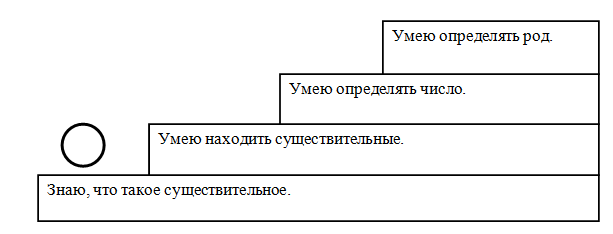 Умею определять род.
Умею определять число.
Умею находить существительные.
Знаю, что такое существительное.